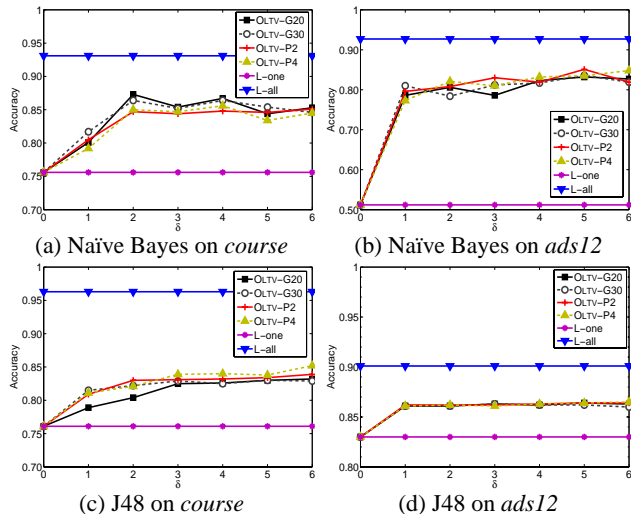 1
0.95
0.90
0.85
0.80
0.75
0.70
Accuracy
0 1 2 3 4 5 6
δ
OLTV−G20
OLTV−G30
OLTV−P2
OLTV−P4
L−one
L−all
(a) Naïve Bayes on course
1
0.90
0.80
0.70
0.60
0.50
Accuracy
0 1 2 3 4 5 6
δ
OLTV−G20
OLTV−G30
OLTV−P2
OLTV−P4
L−one
L−all
(b) Naïve Bayes on ads12
1
0.95
0.90
0.85
0.80
0.75
0.70
Accuracy
0 1 2 3 4 5 6
δ
OLTV−G20
OLTV−G30
OLTV−P2
OLTV−P4
L−one
L−all
(c) J48 on course
1
0.95
0.90
0.85
0.80
Accuracy
0 1 2 3 4 5 6
δ
OLTV−G20
OLTV−G30
OLTV−P2
OLTV−P4
L−one
L−all
(d) J48 on ads12